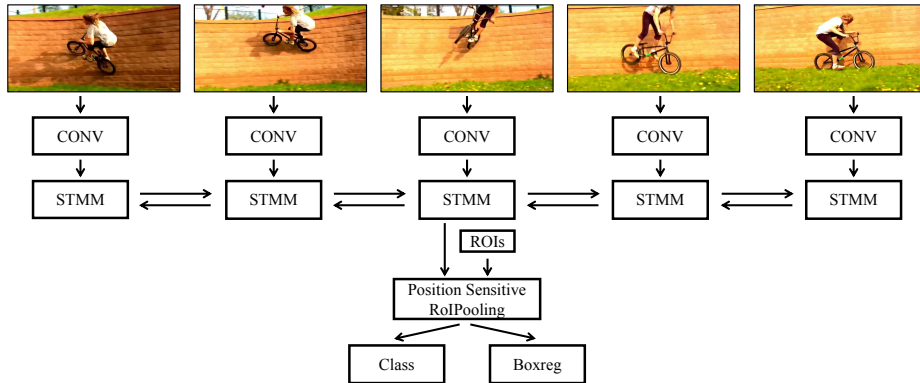 CONV CONV CONV CONV CONV
STMM STMM STMM STMM STMM
ROIs
Position Sensitive
RoIPooling
Class Boxreg